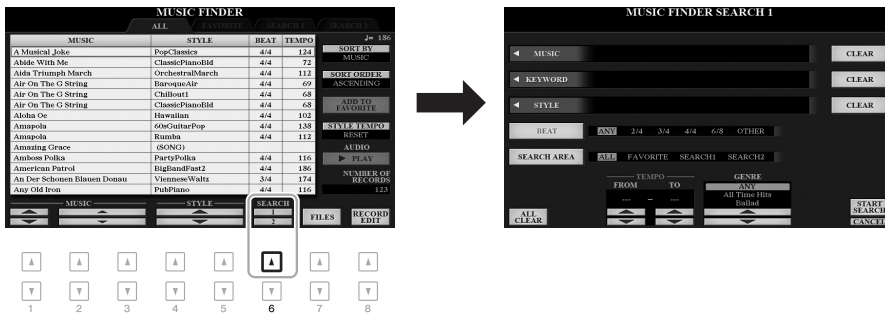 MUSIC FINDER
ALL FAVORITE SEARCH 1 SEARCH 2
MUSIC STYLE BEAT TEMPO
♩= 186
A Musical Joke PopClassics 4/4 124
Abide With Me ClassicPianoBld 4/4 72
Aida Triumph March OrchestralMarch 4/4 112
Air On The G String BaroqueAir 4/4 69
Air On The G String Chillout1 4/4 68
Air On The G String ClassicPianoBld 4/4 68
Aloha Oe Hawaiian 4/4 102
Amapola 60sGuitarPop 4/4 138
Amapola Rumba 4/4 112
Amazing Grace (SONG)
Amboss Polka PartyPolka 4/4 116
American Patrol BigBandFast2 4/4 186
An Der Schonen Blauen Donau VienneseWaltz 3/4 174
Any Old Iron PubPiano 4/4 116
SORT BY
MUSIC
SORT ORDER
ASCENDING
ADD TO
FAVORITE
STYLE TEMPO
RESET
AUDIO
▶ PLAY
NUMBER OF
RECORDS
123
MUSIC STYLE SEARCH
1
2
FILES
RECORD
EDIT
1 2 3 4 5 6 7 8
MUSIC FINDER SEARCH 1
MUSIC CLEAR
KEYWORD CLEAR
STYLE CLEAR
BEAT ANY 2/4 3/4 4/4 6/8 OTHER
SEARCH AREA ALL FAVORITE SEARCH1 SEARCH2
TEMPO
FROM TO
--- – ---
GENRE
ANY
All Time Hits
Ballad
ALL
CLEAR
START
SEARCH
CANCEL